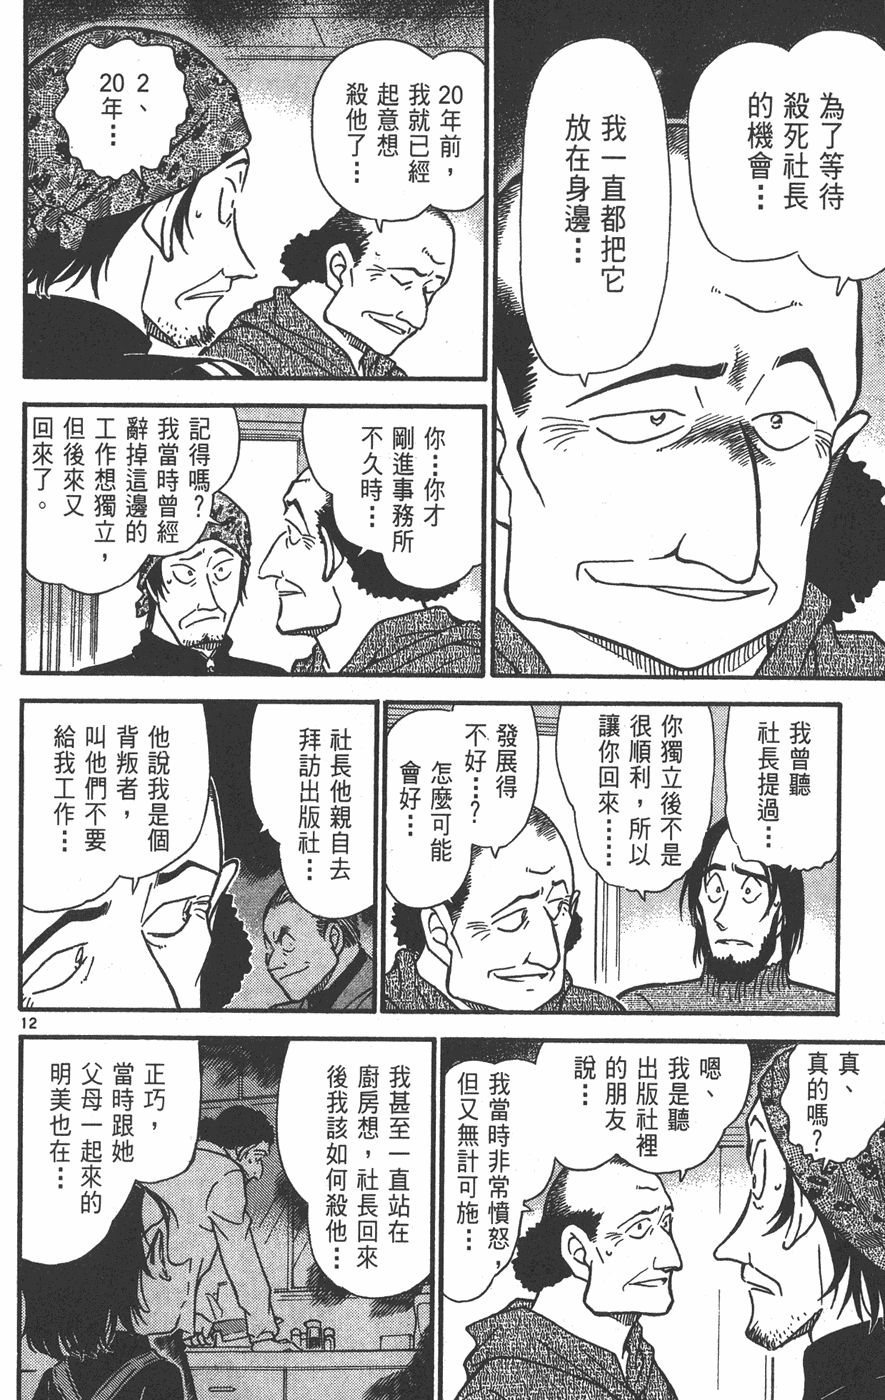 為了等待
殺死社長
的機會…
我一直都把它
放在身邊…
20年前，
我就已經
起意想
殺他了…
2、
20年…
你…你才
剛進事務所
不久時…
記得嗎？
我當時曾經
辭掉這邊的
工作想獨立，
但後來又
回來了。
我曾聽
社長提過…
你獨立後不是
很順利，所以
讓你回來……
發展得
不好…？
怎麼可能
會好…
社長他親自去
拜訪出版社…
他說我是個
背叛者，
叫他們不要
給我工作…
真、
真的嗎？
嗯、
我是聽
出版社裡
的朋友
說…
我當時非常憤怒，
但又無計可施…
我甚至一直站在
廚房想，社長回來
後我該如何殺他…
正巧，
當時跟她
父母一起來的
明美也在…
12